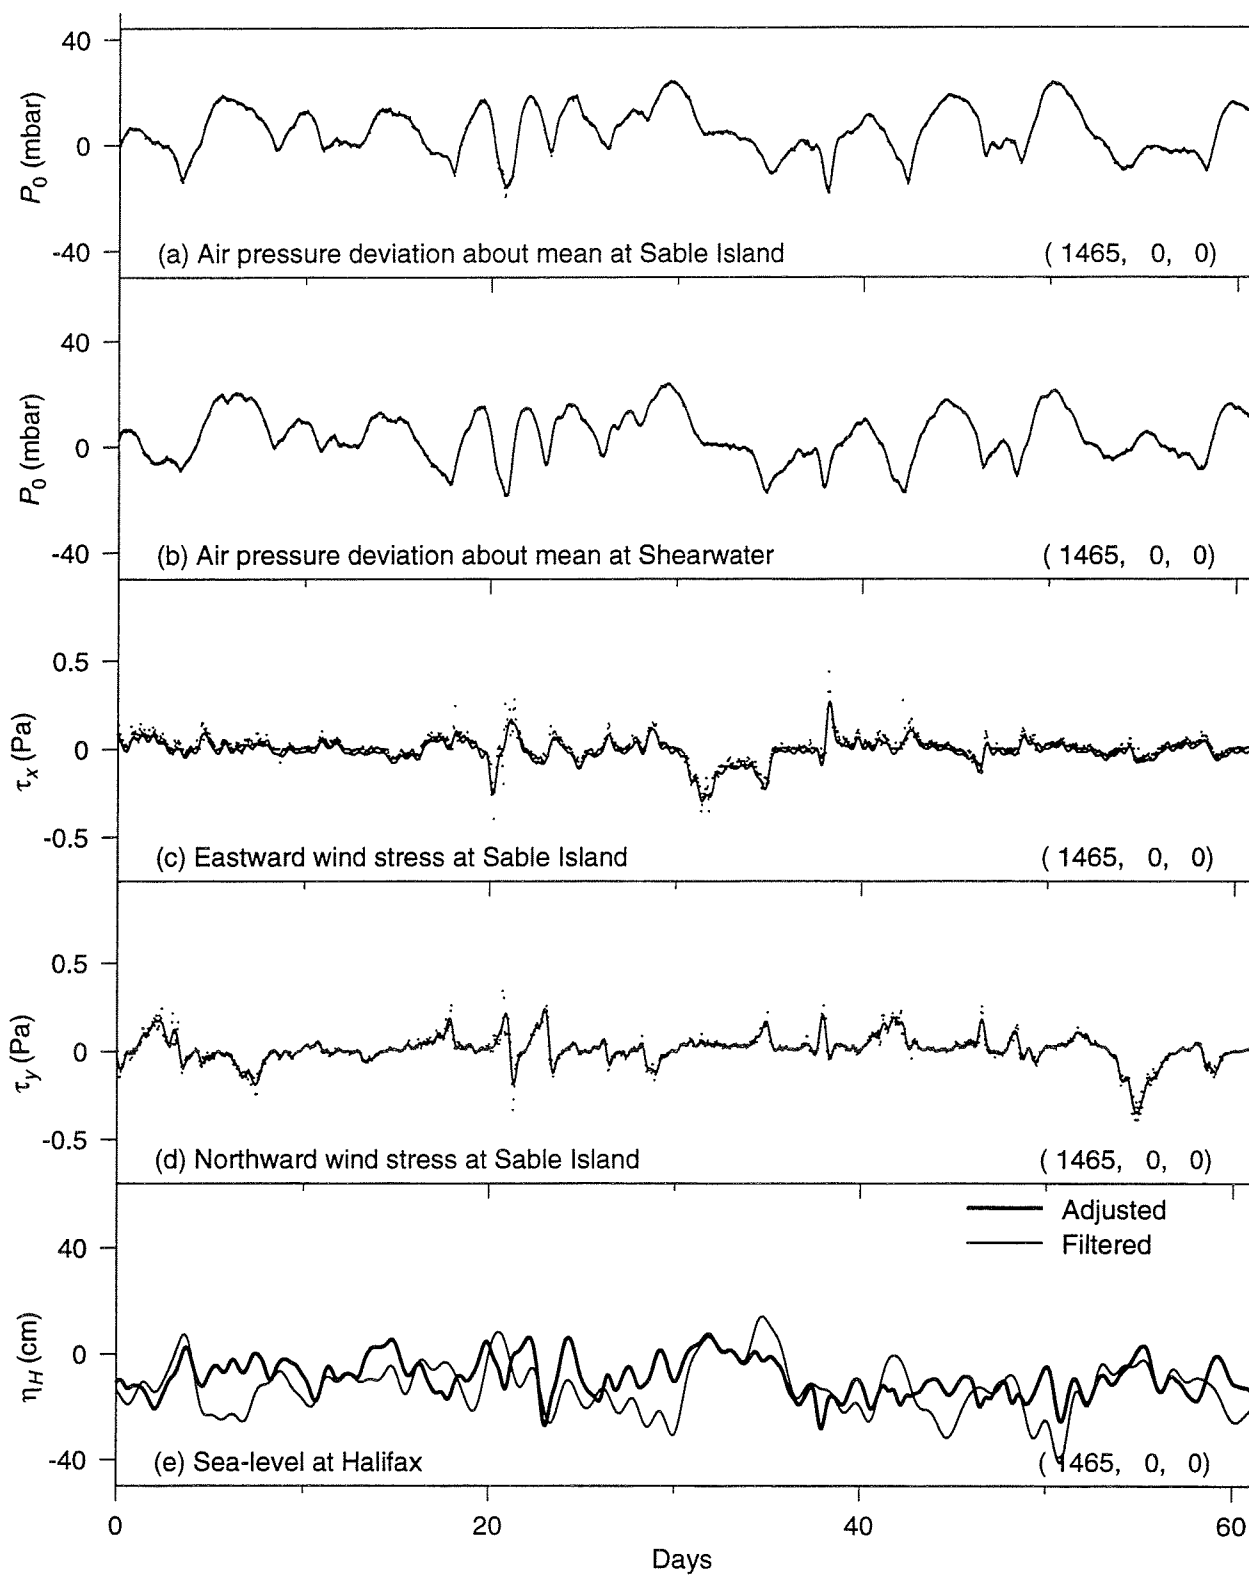 40
0
-40
P0 (mbar)
(a) Air pressure deviation about mean at Sable Island
( 1465, 0, 0)
40
0
-40
P0 (mbar)
(b) Air pressure deviation about mean at Shearwater
( 1465, 0, 0)
0.5
0
-0.5
τx (Pa)
(c) Eastward wind stress at Sable Island
( 1465, 0, 0)
0.5
0
-0.5
τy (Pa)
(d) Northward wind stress at Sable Island
( 1465, 0, 0)
Adjusted
Filtered
40
0
-40
ηH (cm)
(e) Sea-level at Halifax
( 1465, 0, 0)
0 20 40 60
Days